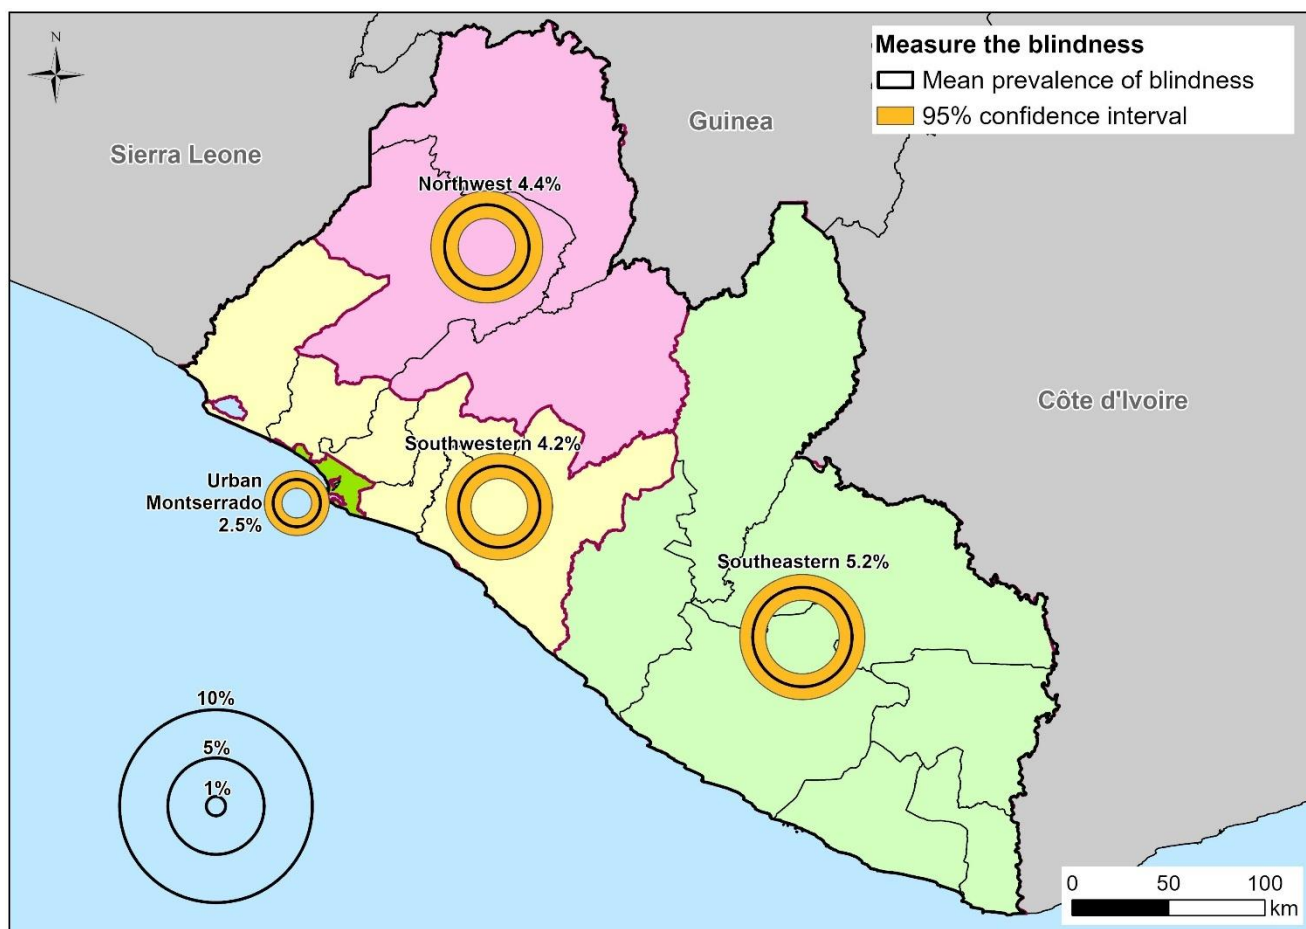 N
Measure the blindness
Mean prevalence of blindness
95% confidence interval
Guinea
Sierra Leone
Northwest 4.4%
Côte d'Ivoire
Southwestern 4.2%
Urban
Montserrado
2.5%
Southeastern 5.2%
10%
5%
1%
0 50 100
km